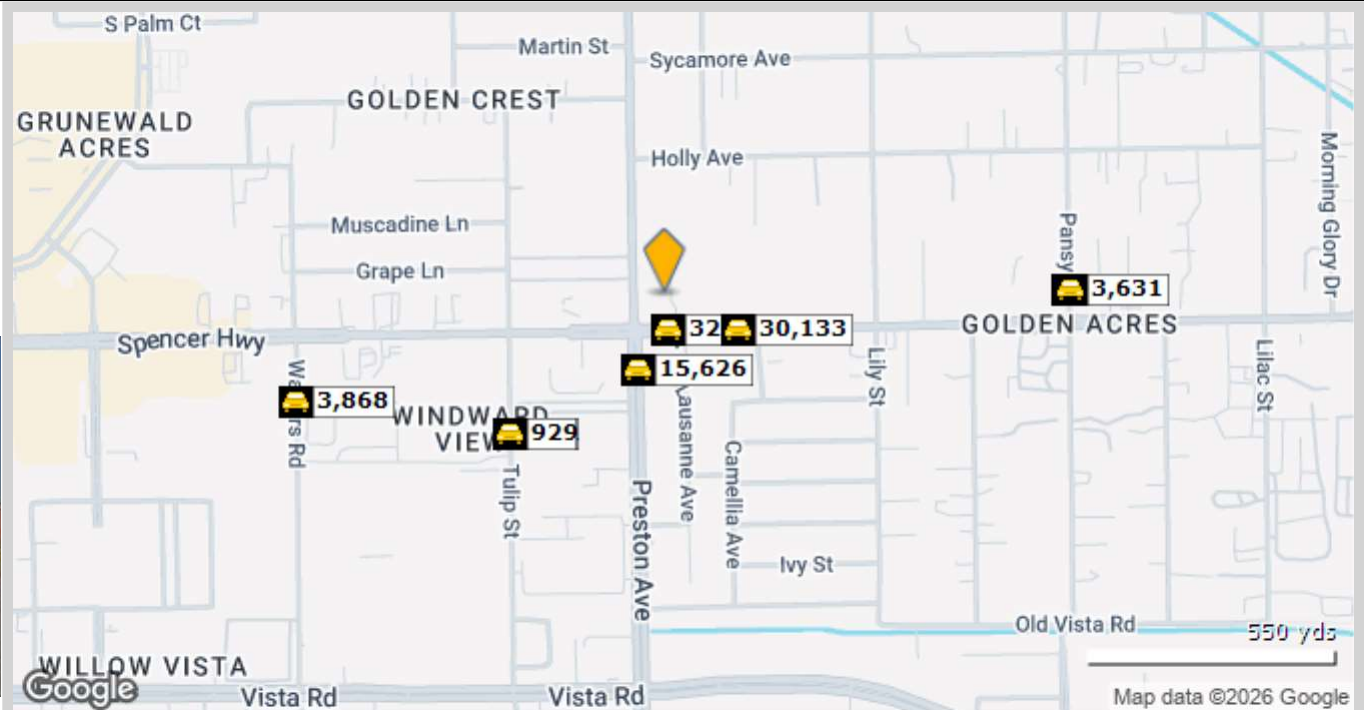 S Palm Ct
Martin St
Sycamore Ave
GOLDEN CREST
GRUNEWALD
ACRES
Holly Ave
Morning Glory Dr
Muscadine Ln
Pansy
Grape Ln
3,631
Spencer Hwy
32
30,133
GOLDEN ACRES
15,626
Lily St
Lilac St
3,868
WINDWARD
VIEW
929
Lausanne Ave
Camellia Ave
Tulip St
Preston Ave
Ivy St
Old Vista Rd
550 yds
WILLOW VISTA
Google
Vista Rd
Vista Rd
Map data ©2026 Google